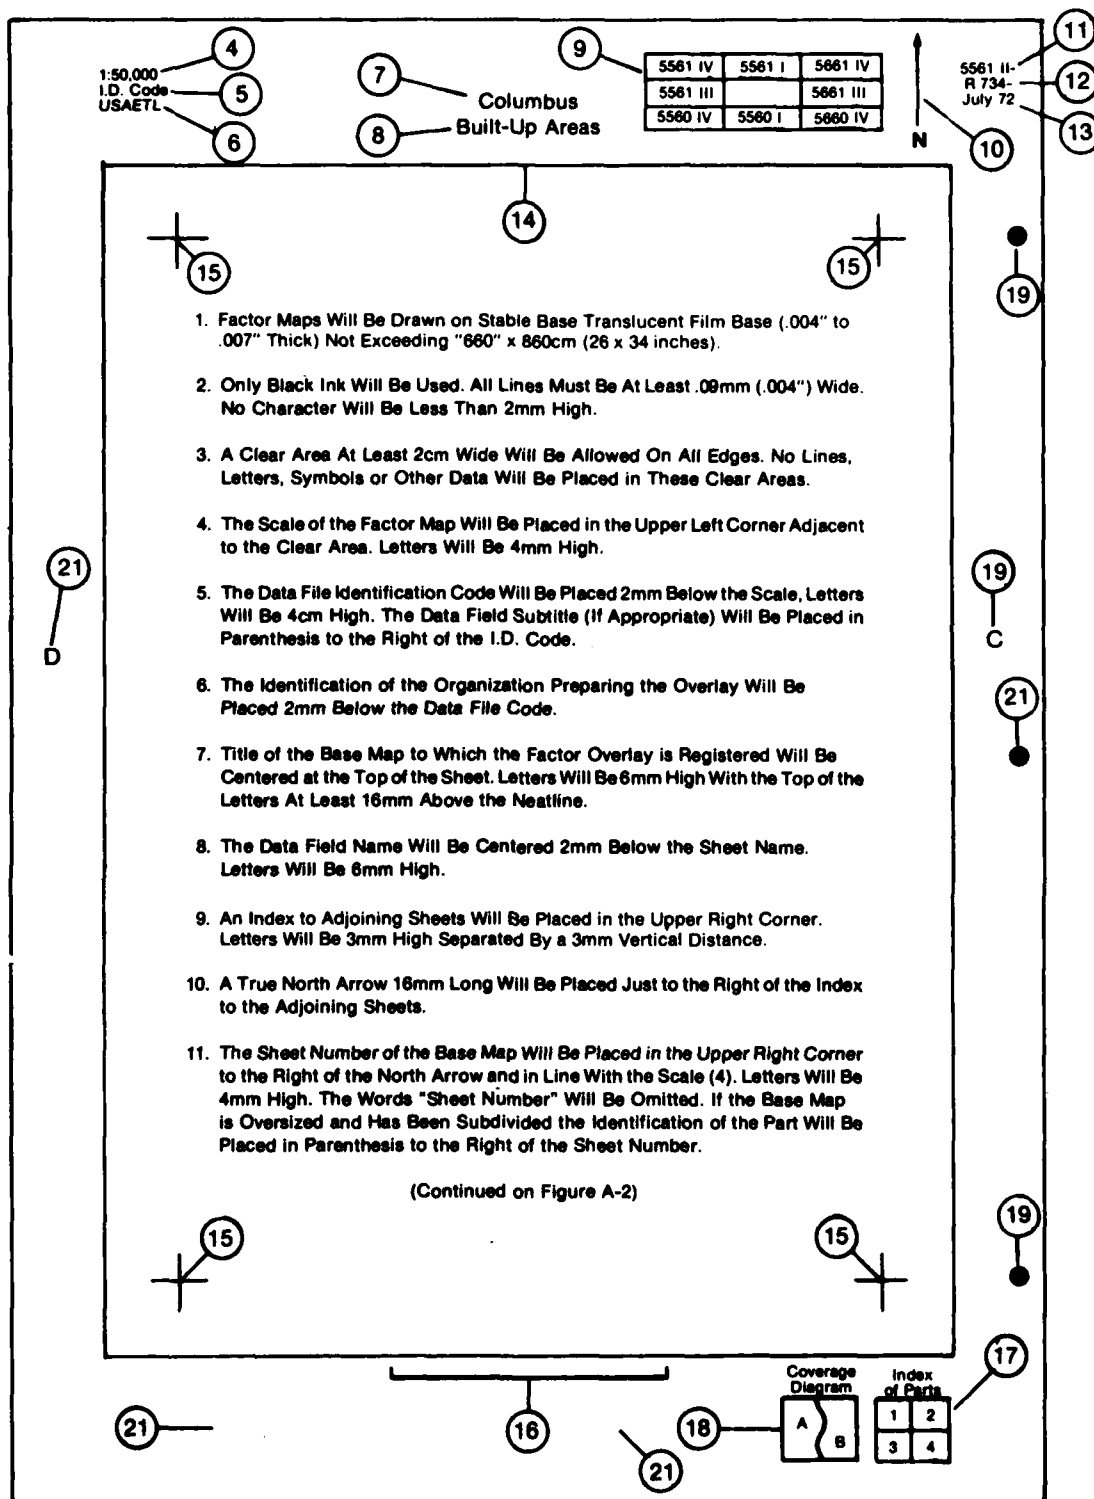 4
1:50,000
I.D. Code
5
USAETL
6
7
Columbus
8
Built-Up Areas
9
5561 IV 5561 I 5661 IV
5561 III 5661 III
5560 IV 5560 I 5660 IV
N
10
11
5561 II-
R 734-
12
July 72
13
14
15
15
19
1. Factor Maps Will Be Drawn on Stable Base Translucent Film Base (.004" to
.007" Thick) Not Exceeding "660" x 860cm (26 x 34 inches).
2. Only Black Ink Will Be Used. All Lines Must Be At Least .09mm (.004") Wide.
No Character Will Be Less Than 2mm High.
3. A Clear Area At Least 2cm Wide Will Be Allowed On All Edges. No Lines,
Letters, Symbols or Other Data Will Be Placed in These Clear Areas.
4. The Scale of the Factor Map Will Be Placed in the Upper Left Corner Adjacent
to the Clear Area. Letters Will Be 4mm High.
21
D
19
C
5. The Data File Identification Code Will Be Placed 2mm Below the Scale, Letters
Will Be 4cm High. The Data Field Subtitle (If Appropriate) Will Be Placed in
Parenthesis to the Right of the I.D. Code.
6. The Identification of the Organization Preparing the Overlay Will Be
Placed 2mm Below the Data File Code.
21
7. Title of the Base Map to Which the Factor Overlay is Registered Will Be
Centered at the Top of the Sheet. Letters Will Be 6mm High With the Top of the
Letters At Least 16mm Above the Neatline.
8. The Data Field Name Will Be Centered 2mm Below the Sheet Name.
Letters Will Be 6mm High.
9. An Index to Adjoining Sheets Will Be Placed in the Upper Right Corner.
Letters Will Be 3mm High Separated By a 3mm Vertical Distance.
10. A True North Arrow 16mm Long Will Be Placed Just to the Right of the Index
to the Adjoining Sheets.
11. The Sheet Number of the Base Map Will Be Placed in the Upper Right Corner
to the Right of the North Arrow and in Line With the Scale (4). Letters Will Be
4mm High. The Words "Sheet Number" Will Be Omitted. If the Base Map
is Oversized and Has Been Subdivided the Identification of the Part Will Be
Placed in Parenthesis to the Right of the Sheet Number.
(Continued on Figure A-2)
15
15
19
17
21
16
21
18
Coverage
Diagram
A
B
Index
of Parts
1 2
3 4